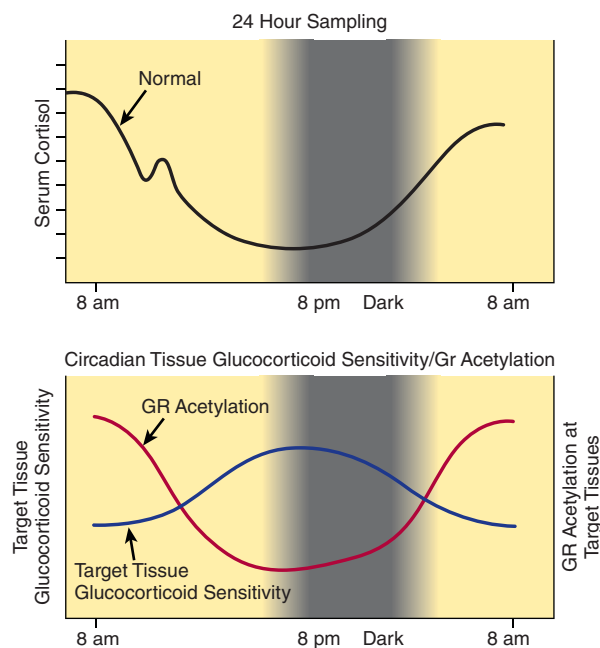 24 Hour Sampling
Serum Cortisol
Normal
8 am 8 pm Dark 8 am
Circadian Tissue Glucocorticoid Sensitivity/Gr Acetylation
Target Tissue
Glucocorticoid Sensitivity
GR Acetylation
Target Tissue
Glucocorticoid Sensitivity
GR Acetylation at
Target Tissues
8 am 8 pm Dark 8 am